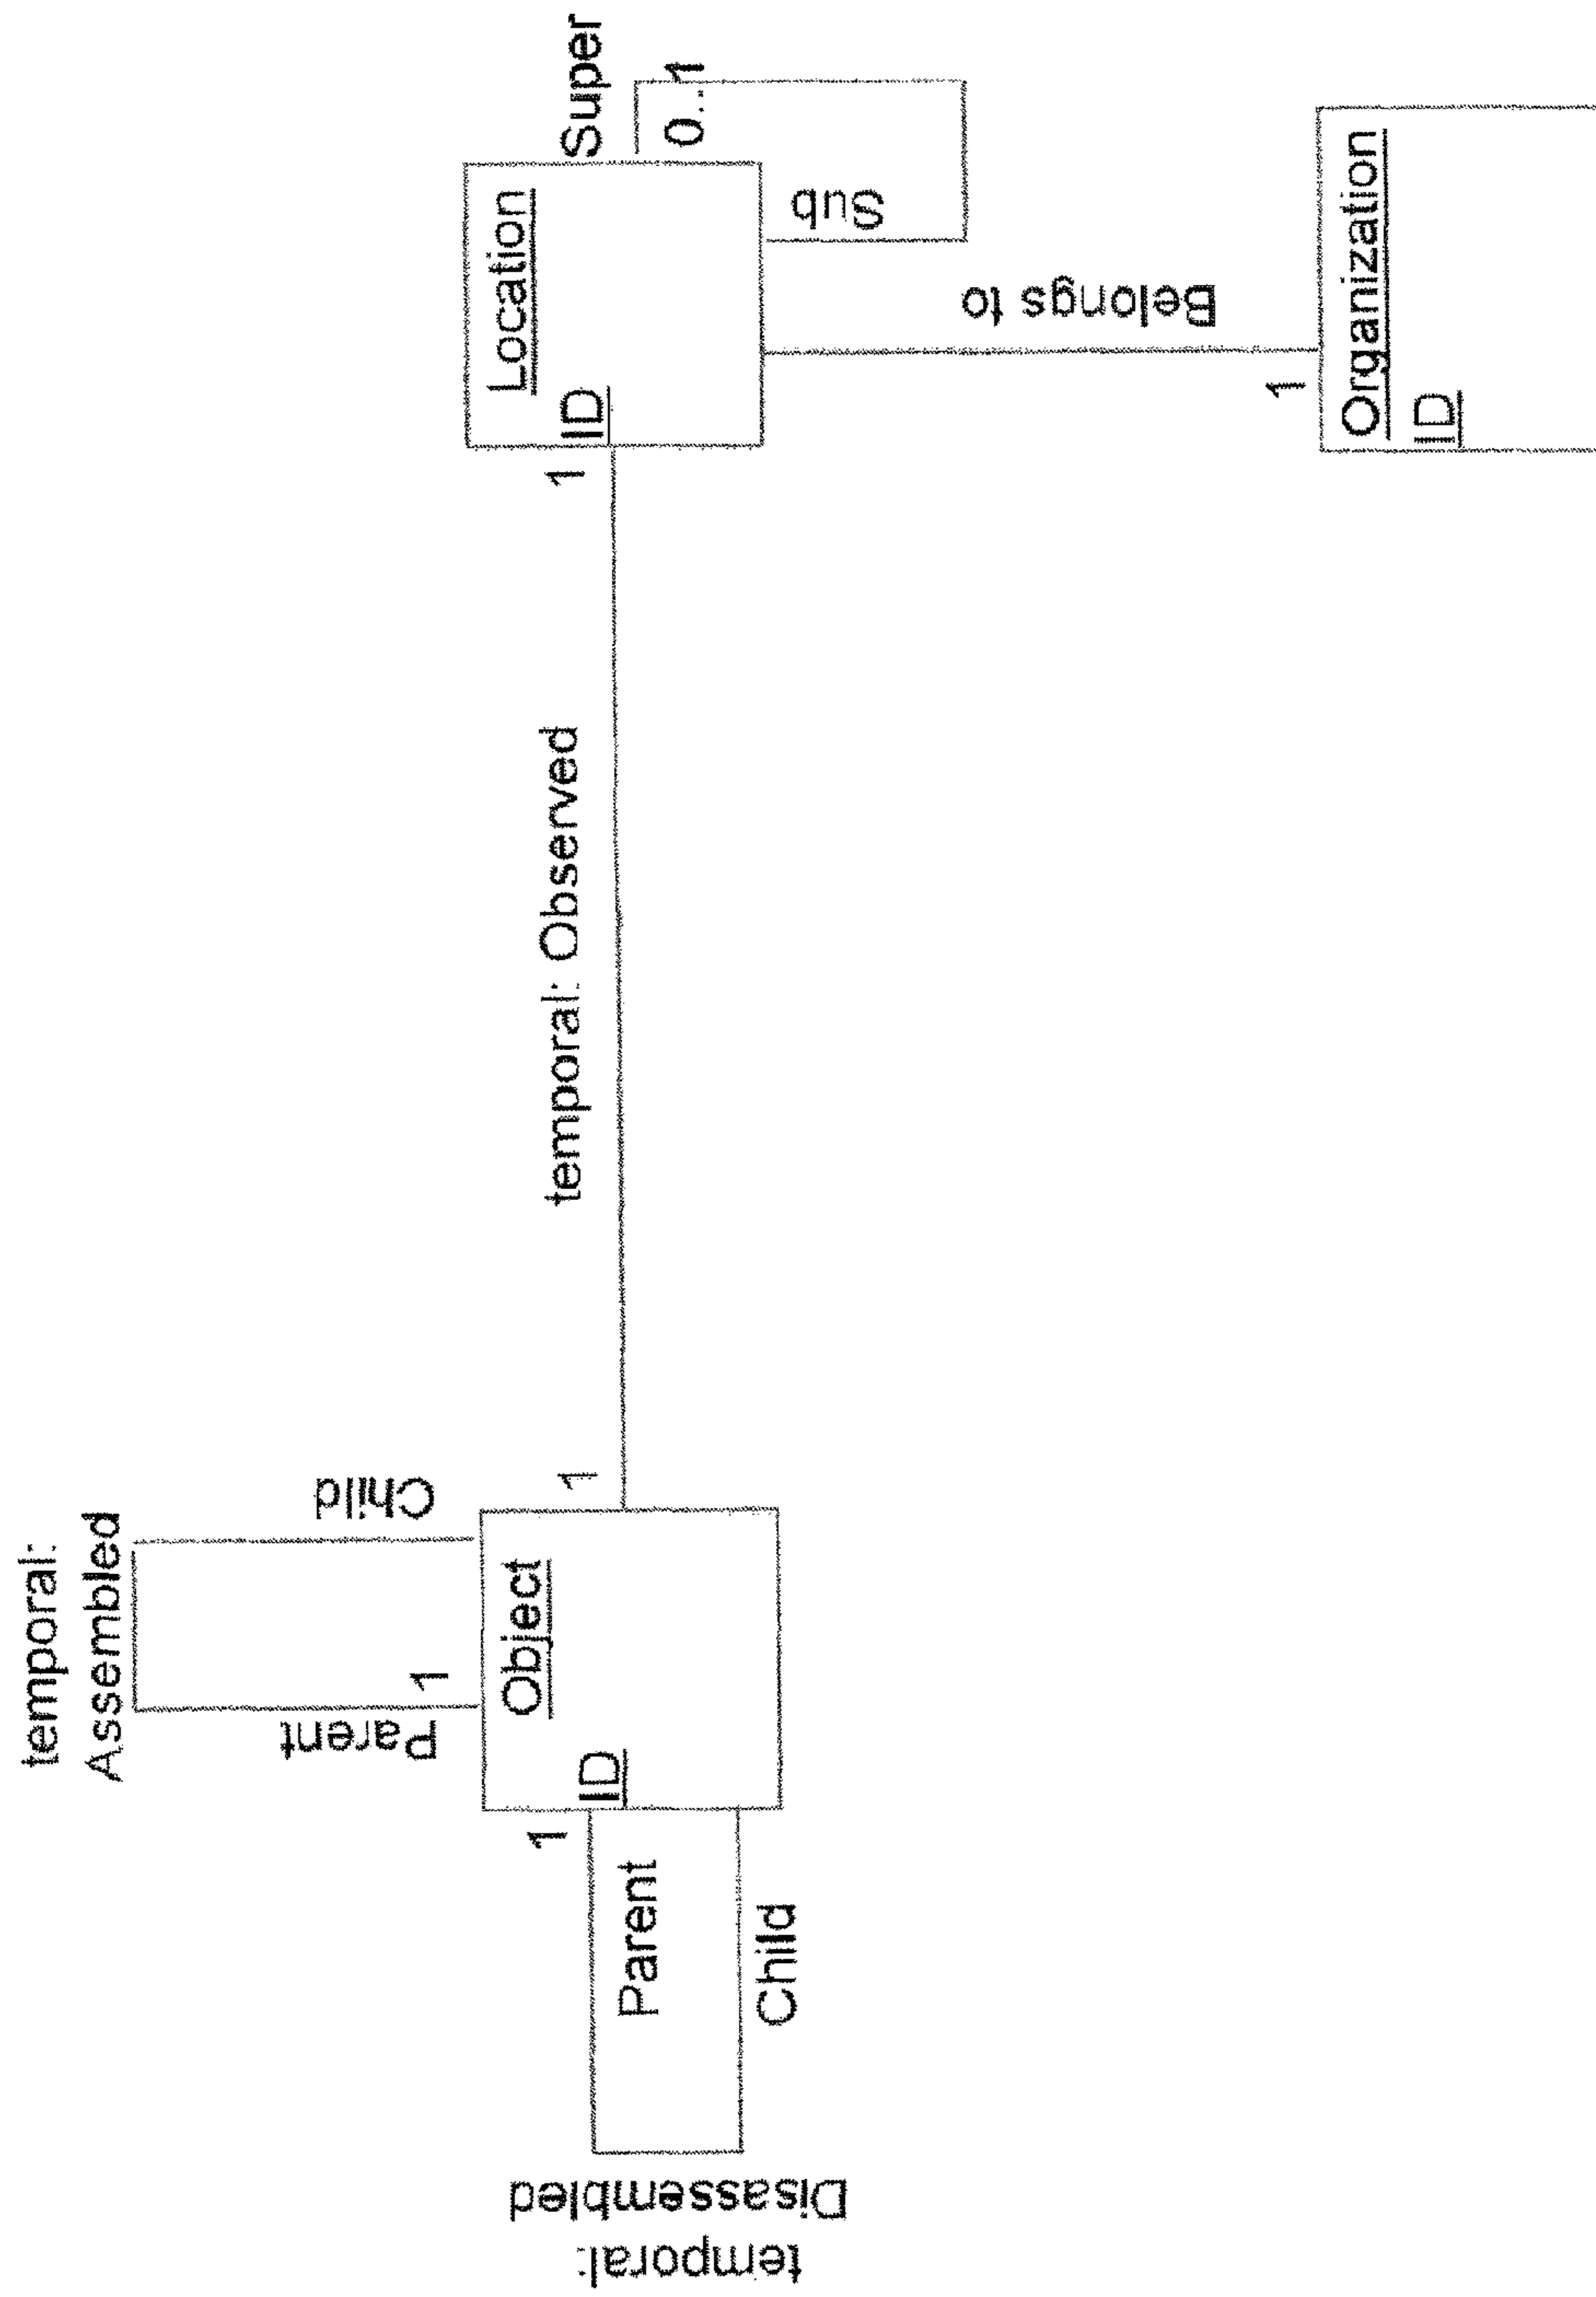 temporal:
Assembled
Parent
1
Child
Object
ID
1
Parent
Child
temporal:
Disassembled
1
temporal: Observed
1
Location
ID
Super
0..1
Sub
Belongs to
1
Organization
ID